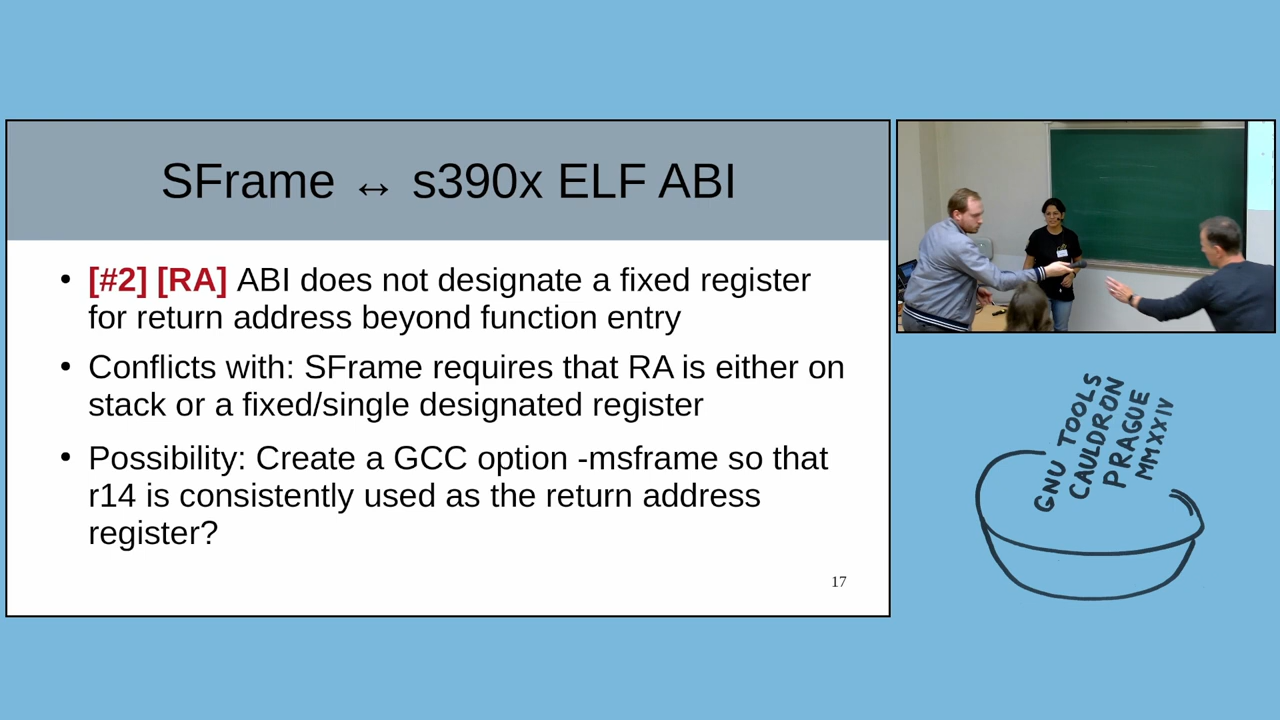 SFrame ↔ s390x ELF ABI
• [#2] [RA] ABI does not designate a fixed register
for return address beyond function entry
• Conflicts with: SFrame requires that RA is either on
stack or a fixed/single designated register
• Possibility: Create a GCC option -msframe so that
r14 is consistently used as the return address
register?
17
GNU TOOLS
CAULDRON
PRAGUE
MMXXIV